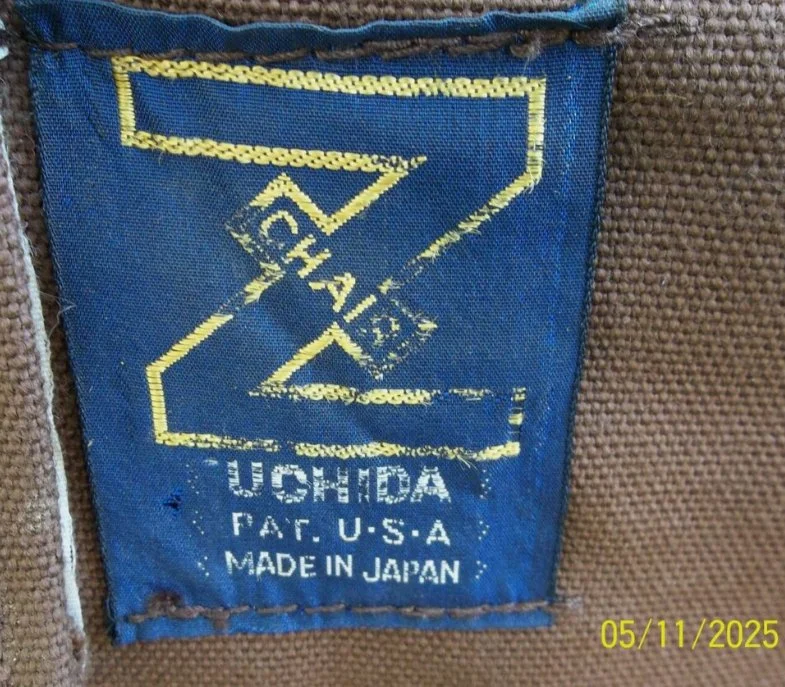 Z
CHAIR
UCHIDA
PAT. U·S·A
MADE IN JAPAN
05/11/2025